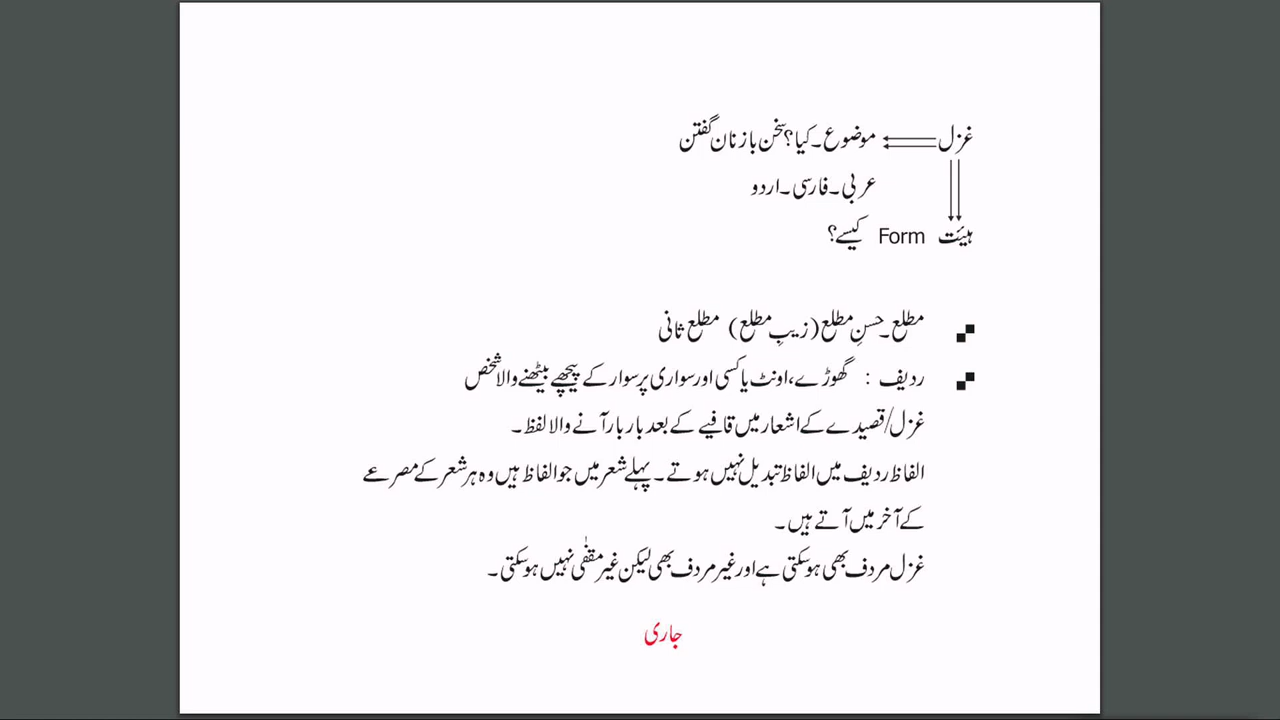 غزل موضوع۔کیا؟ سخن با زنان گفتن
عربی۔فارسی۔اردو
ہیئت Form کیسے؟
مطلع۔حسنِ مطلع (زیبِ مطلع) مطلع ثانی
ردیف : گھوڑے، اونٹ یا کسی اور سواری پر سوار کے پیچھے بیٹھنے والا شخص
غزل/قصیدے کے اشعار میں قافیے کے بعد بار بار آنے والا لفظ۔
الفاظ ردیف میں الفاظ تبدیل نہیں ہوتے۔ پہلے شعر میں جو الفاظ ہیں وہ ہر شعر کے مصرعے
کے آخر میں آتے ہیں۔
غزل مردف بھی ہوسکتی ہے اور غیر مردف بھی لیکن غیر مقفٰی نہیں ہوسکتی۔
جاری